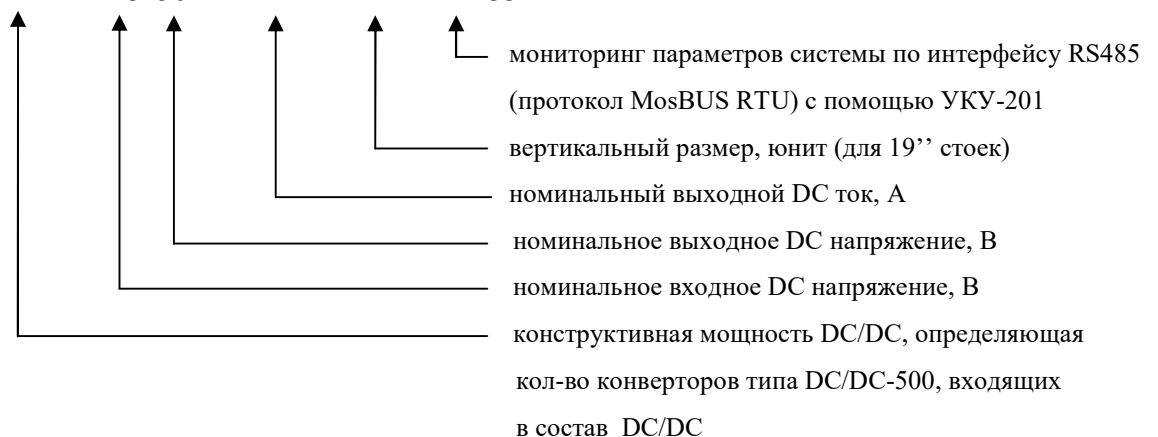 мониторинг параметров системы по интерфейсу RS485
(протокол MosBUS RTU) с помощью УКУ-201
вертикальный размер, юнит (для 19’’ стоек)
номинальный выходной DC ток, А
номинальное выходное DC напряжение, В
номинальное входное DC напряжение, В
конструктивная мощность DC/DC, определяющая
кол-во конверторов типа DC/DC-500, входящих
в состав DC/DC